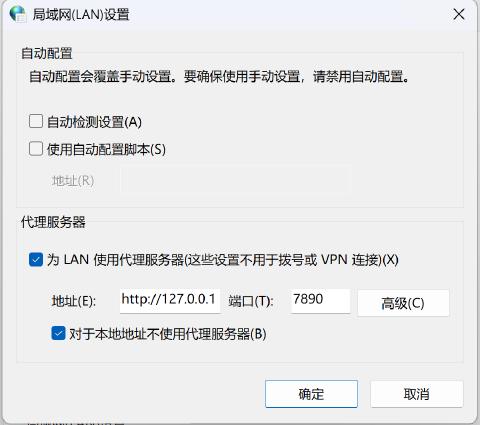 局域网(LAN)设置
自动配置
自动配置会覆盖手动设置。要确保使用手动设置，请禁用自动配置。
自动检测设置(A)
使用自动配置脚本(S)
地址(R)
代理服务器
为 LAN 使用代理服务器(这些设置不用于拨号或 VPN 连接)(X)
地址(E): http://127.0.0.1 端口(T): 7890 高级(C)
对于本地地址不使用代理服务器(B)
确定 取消